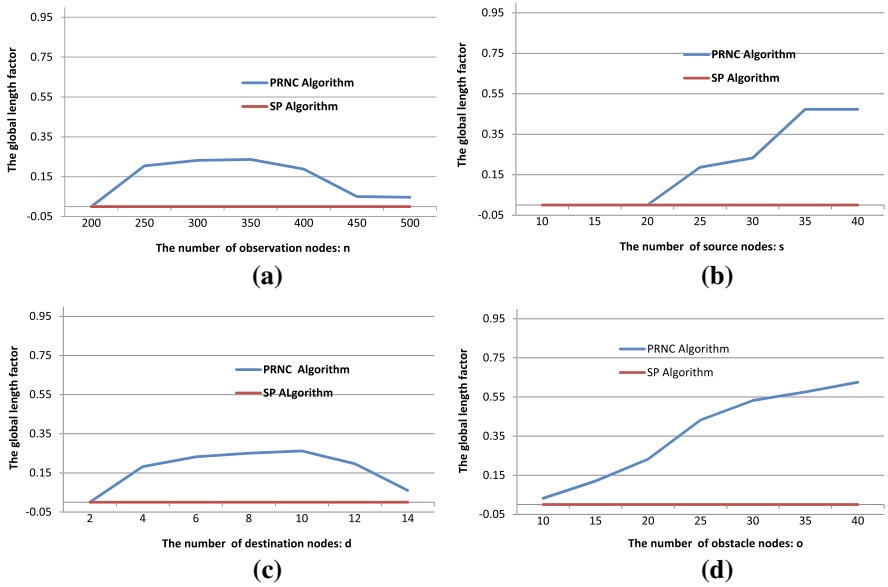 The global length factor
0.95
0.75
0.55
0.35
0.15
-0.05
PRNC Algorithm
SP Algorithm
200 250 300 350 400 450 500
The number of observation nodes: n
(a)
The global length factor
0.95
0.75
0.55
0.35
0.15
-0.05
PRNC Algorithm
SP Algorithm
10 15 20 25 30 35 40
The number of source nodes: s
(b)
The global length factor
0.95
0.75
0.55
0.35
0.15
-0.05
PRNC Algorithm
SP ALgorithm
2 4 6 8 10 12 14
The number of destination nodes: d
(c)
The global length factor
0.95
0.75
0.55
0.35
0.15
-0.05
PRNC Algorithm
SP Algorithm
10 15 20 25 30 35 40
The number of obstacle nodes: o
(d)